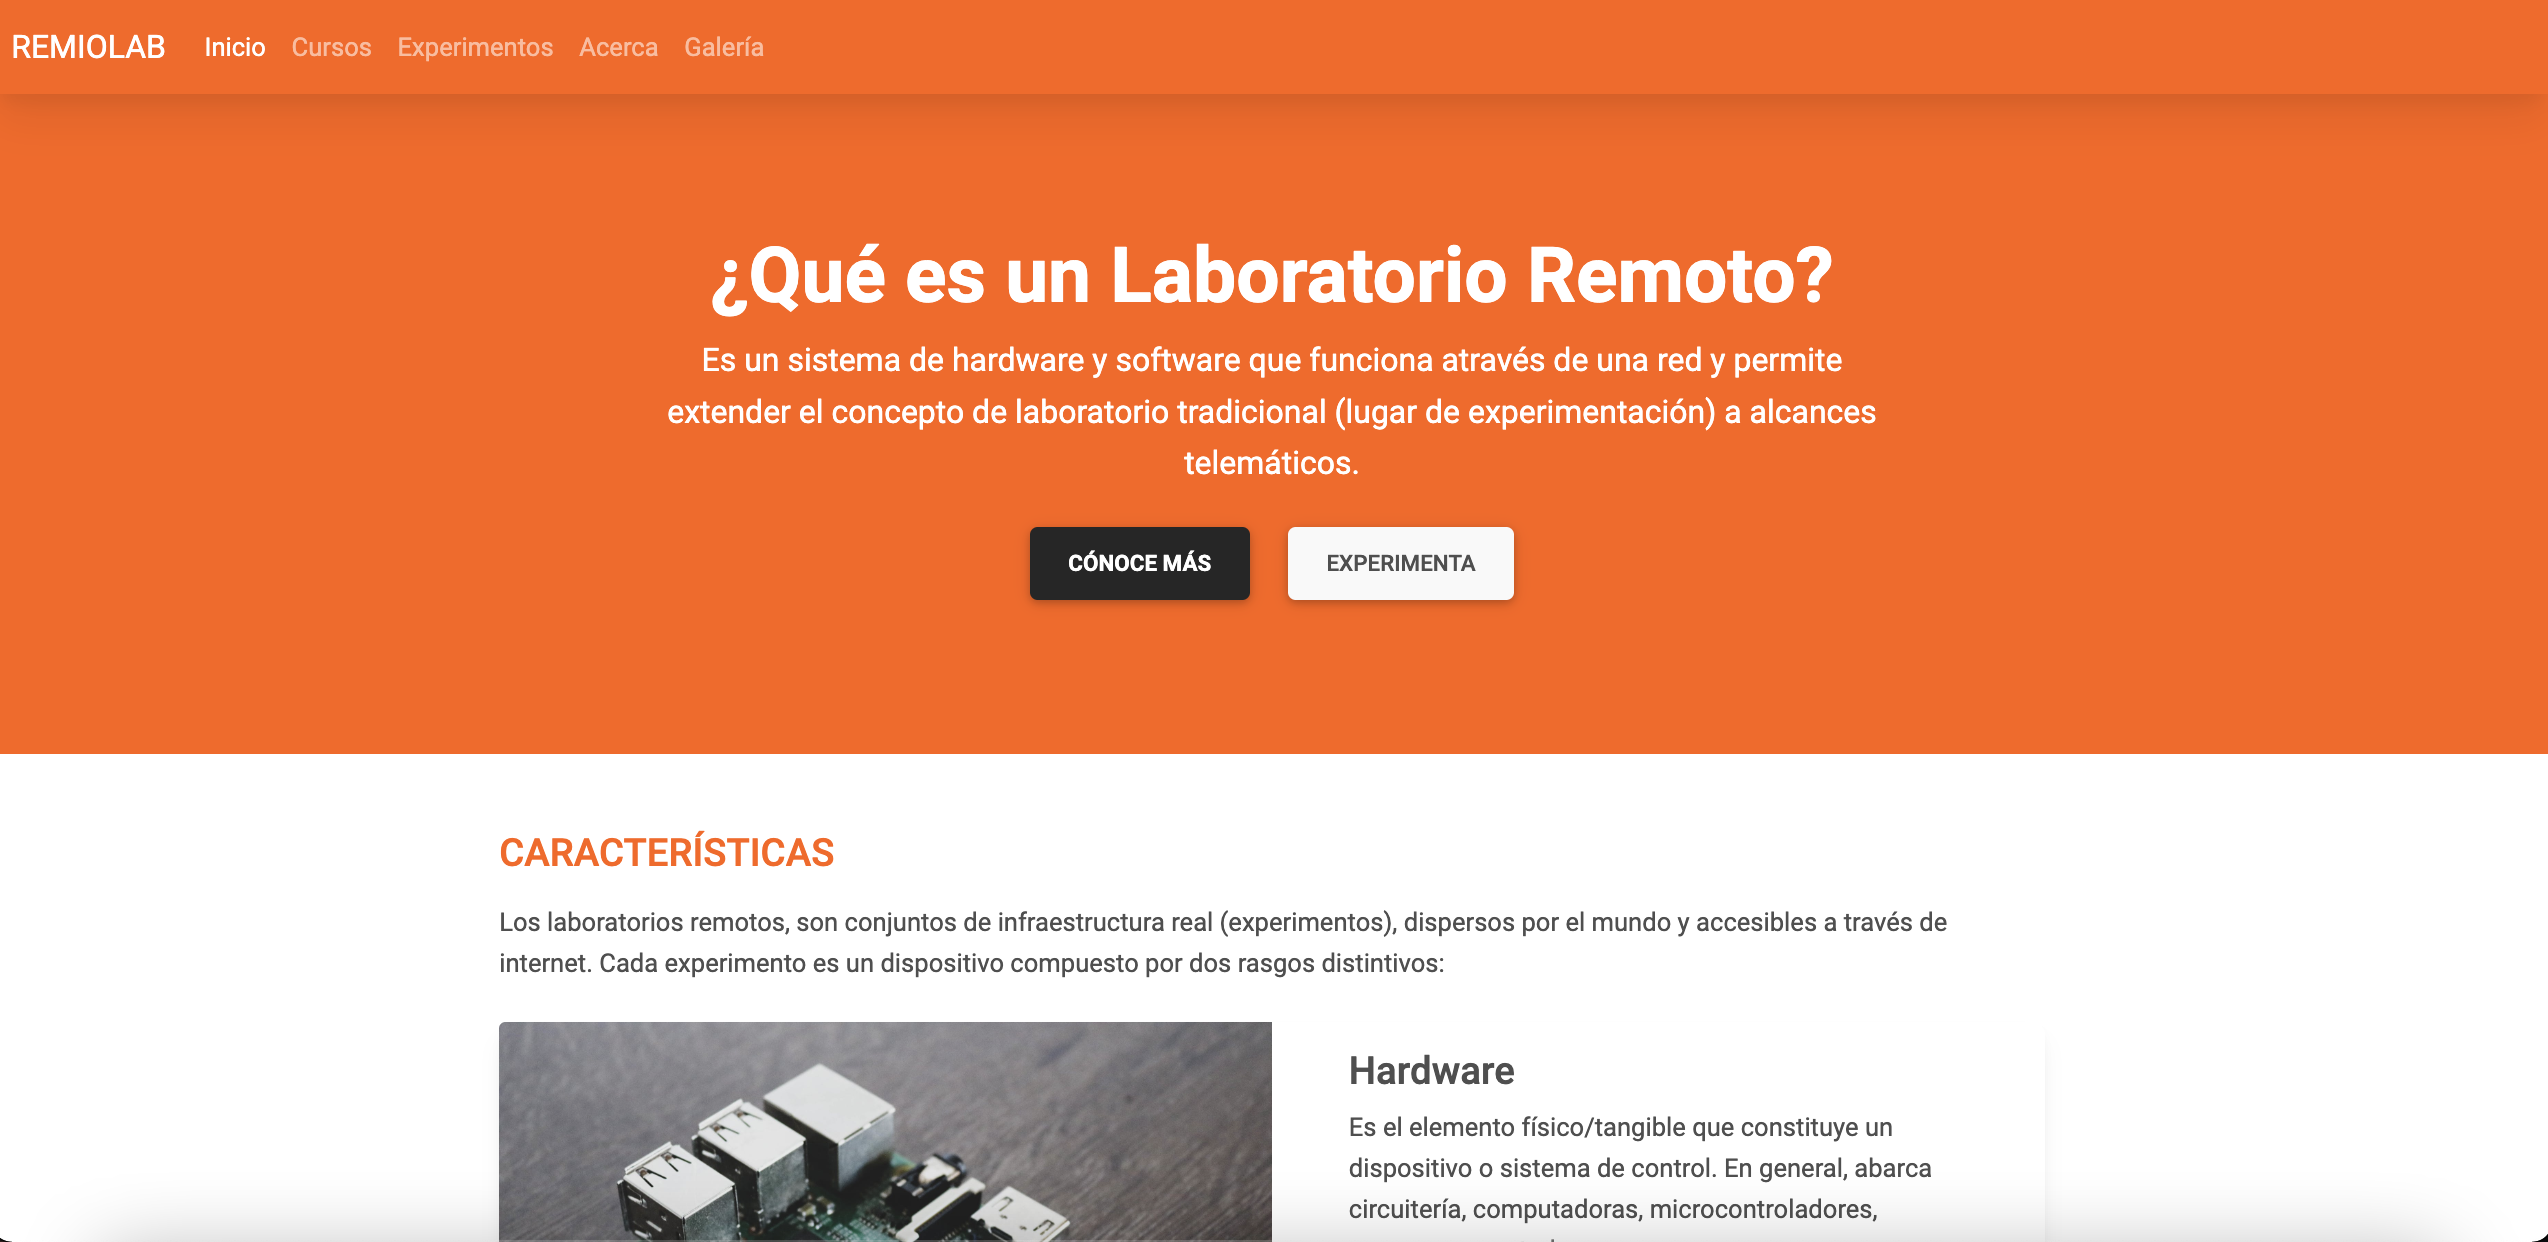 REMIOLAB Inicio Cursos Experimentos Acerca Galería
¿Qué es un Laboratorio Remoto?
Es un sistema de hardware y software que funciona através de una red y permite
extender el concepto de laboratorio tradicional (lugar de experimentación) a alcances
telemáticos.
CÓNOCE MÁS EXPERIMENTA
CARACTERÍSTICAS
Los laboratorios remotos, son conjuntos de infraestructura real (experimentos), dispersos por el mundo y accesibles a través de
internet. Cada experimento es un dispositivo compuesto por dos rasgos distintivos:
Hardware
Es el elemento físico/tangible que constituye un
dispositivo o sistema de control. En general, abarca
circuitería, computadoras, microcontroladores,